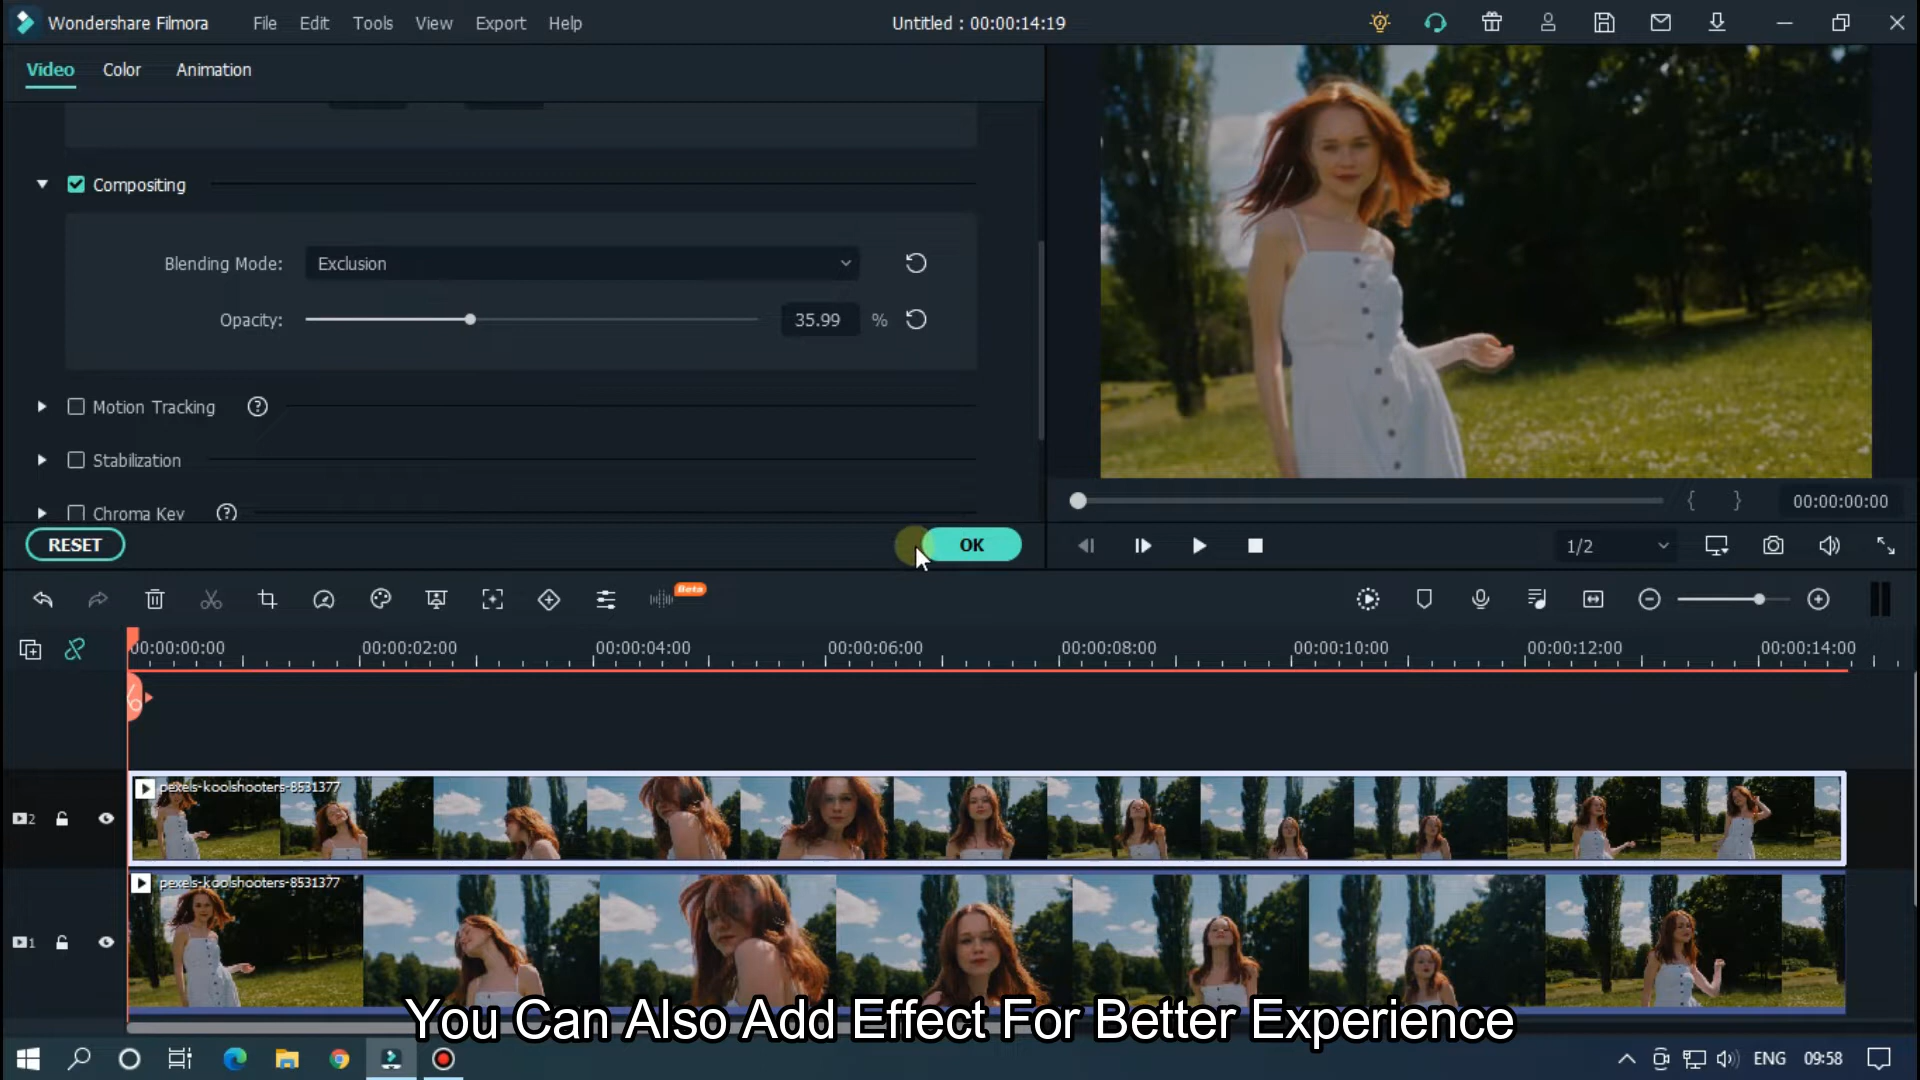 Wondershare Filmora File Edit Tools View Export Help Untitled : 00:00:14:19
Video Color Animation
Compositing
Blending Mode: Exclusion
Opacity: 35.99 %
Motion Tracking ?
Stabilization
Chroma Key ?
{ } 00:00:00:00
RESET OK 1/2
Beta
00:00:00:00 00:00:02:00 00:00:04:00 00:00:06:00 00:00:08:00 00:00:10:00 00:00:12:00 00:00:14:00
pexels-koolshooters-8531377
2
pexels-koolshooters-8531377
1
You Can Also Add Effect For Better Experience
ENG 09:58